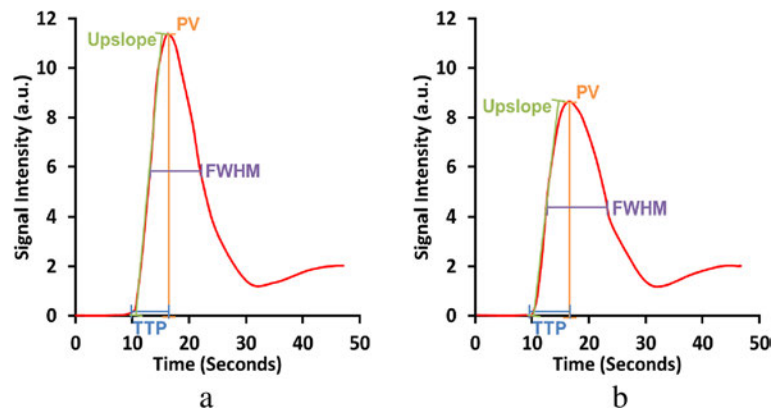 12
10
8
6
4
2
0
Signal Intensity (a.u.)
Upslope
PV
FWHM
TTP
0 10 20 30 40 50
Time (Seconds)
a
12
10
8
6
4
2
0
Signal Intensity (a.u.)
Upslope
PV
FWHM
TTP
0 10 20 30 40 50
Time (Seconds)
b